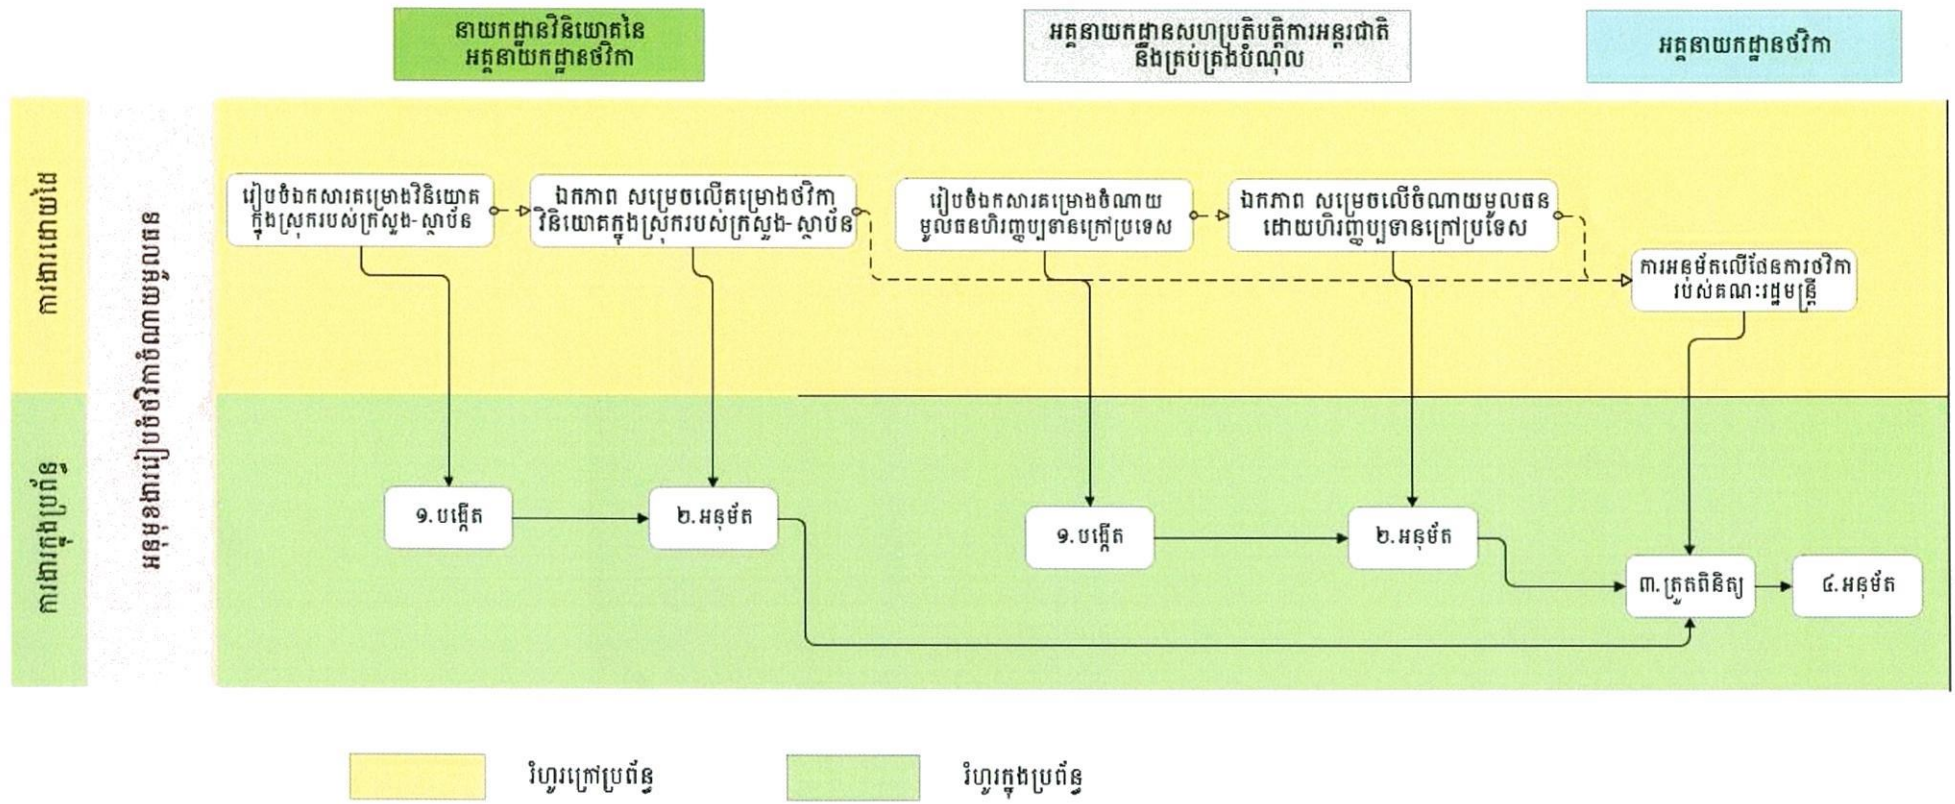 នាយកដ្ឋានវិនិយោគនៃ
អគ្គនាយកដ្ឋានថវិកា
អគ្គនាយកដ្ឋានសហប្រតិបត្តិការអន្តរជាតិ
និងគ្រប់គ្រងបំណុល
អគ្គនាយកដ្ឋានថវិកា
ការងារដោយដៃ
ការងារក្នុងប្រព័ន្ធ
អនុមុខងាររៀបចំថវិកាចំណាយមូលធន
រៀបចំឯកសារគម្រោងវិនិយោគ
ក្នុងស្រុករបស់ក្រសួង-ស្ថាប័ន
ឯកភាព សម្រេចលើគម្រោងថវិកា
វិនិយោគក្នុងស្រុករបស់ក្រសួង-ស្ថាប័ន
រៀបចំឯកសារគម្រោងចំណាយ
មូលធនហិរញ្ញប្បទានក្រៅប្រទេស
ឯកភាព សម្រេចលើចំណាយមូលធន
ដោយហិរញ្ញប្បទានក្រៅប្រទេស
ការអនុម័តលើផែនការថវិកា
របស់គណៈរដ្ឋមន្ត្រី
១.បង្កើត
២.អនុម័ត
១.បង្កើត
២.អនុម័ត
៣.ត្រួតពិនិត្យ
៤.អនុម័ត
រំហូរក្រៅប្រព័ន្ធ
រំហូរក្នុងប្រព័ន្ធ